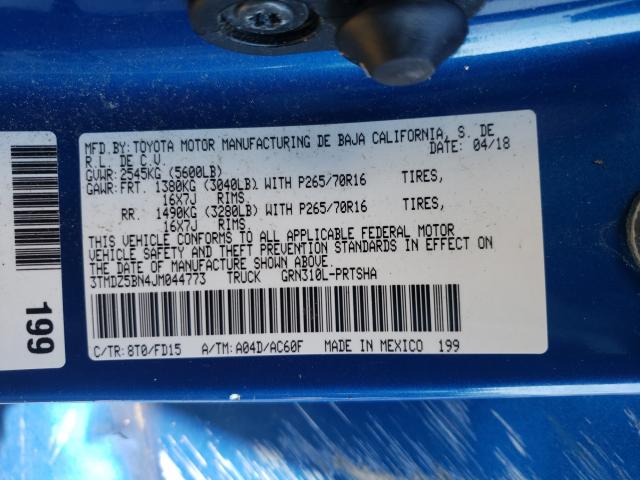 MFD.BY:TOYOTA MOTOR MANUFACTURING DE BAJA CALIFORNIA, S. DE
R.L. DE C.V. DATE: 04/18
GVWR:2545KG (5600LB)
GAWR:FRT. 1380KG (3040LB) WITH P265/70R16 TIRES,
16X7J RIMS,
RR. 1490KG (3280LB) WITH P265/70R16 TIRES,
16X7J RIMS.
THIS VEHICLE CONFORMS TO ALL APPLICABLE FEDERAL MOTOR
VEHICLE SAFETY AND THEFT PREVENTION STANDARDS IN EFFECT ON
THE DATE OF MANUFACTURE SHOWN ABOVE.
3TMDZ5BN4JM044773 TRUCK GRN310L-PRTSHA
C/TR: 8T0/FD15 A/TM: A04D/AC60F MADE IN MEXICO 199
199